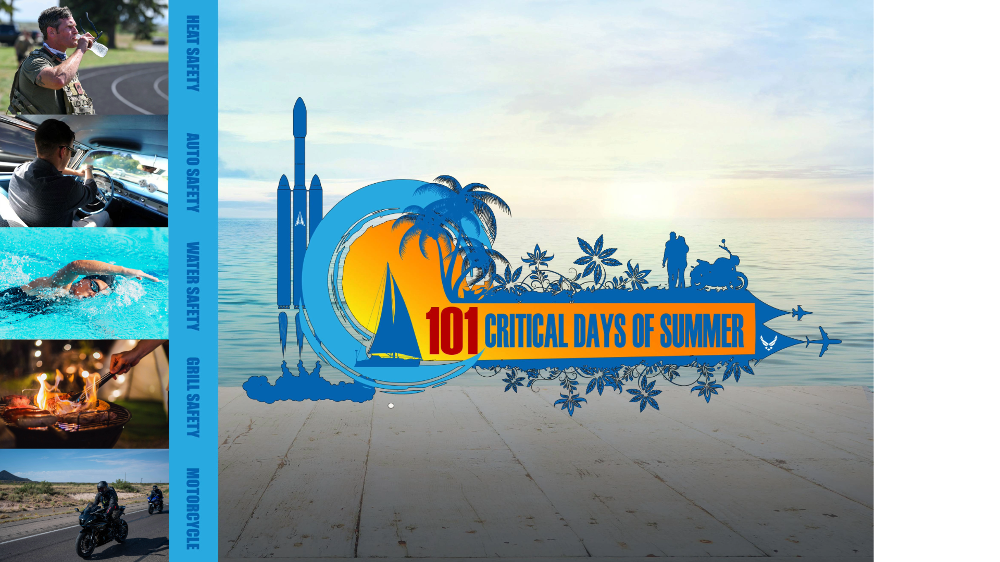 HEAT SAFETY
AUTO SAFETY
WATER SAFETY
GRILL SAFETY
MOTORCYCLE
101 CRITICAL DAYS OF SUMMER